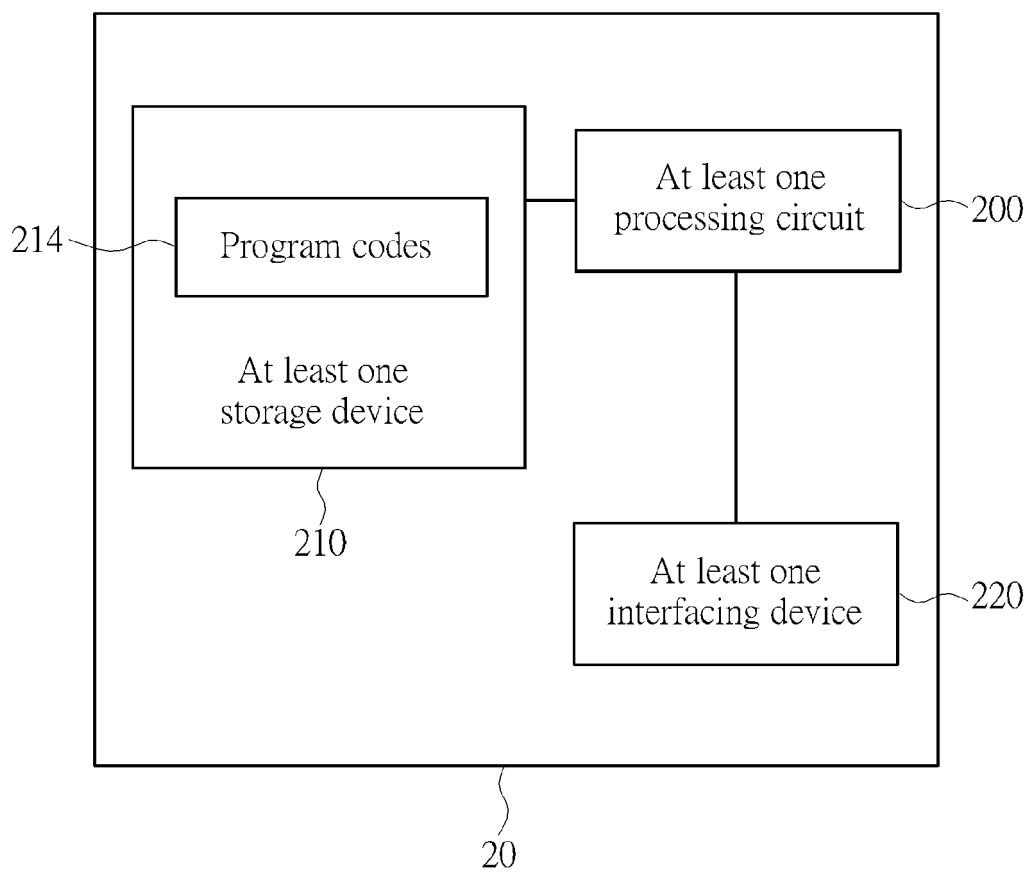 At least one
processing circuit
200
214
Program codes
At least one
storage device
210
At least one
interfacing device
220
20